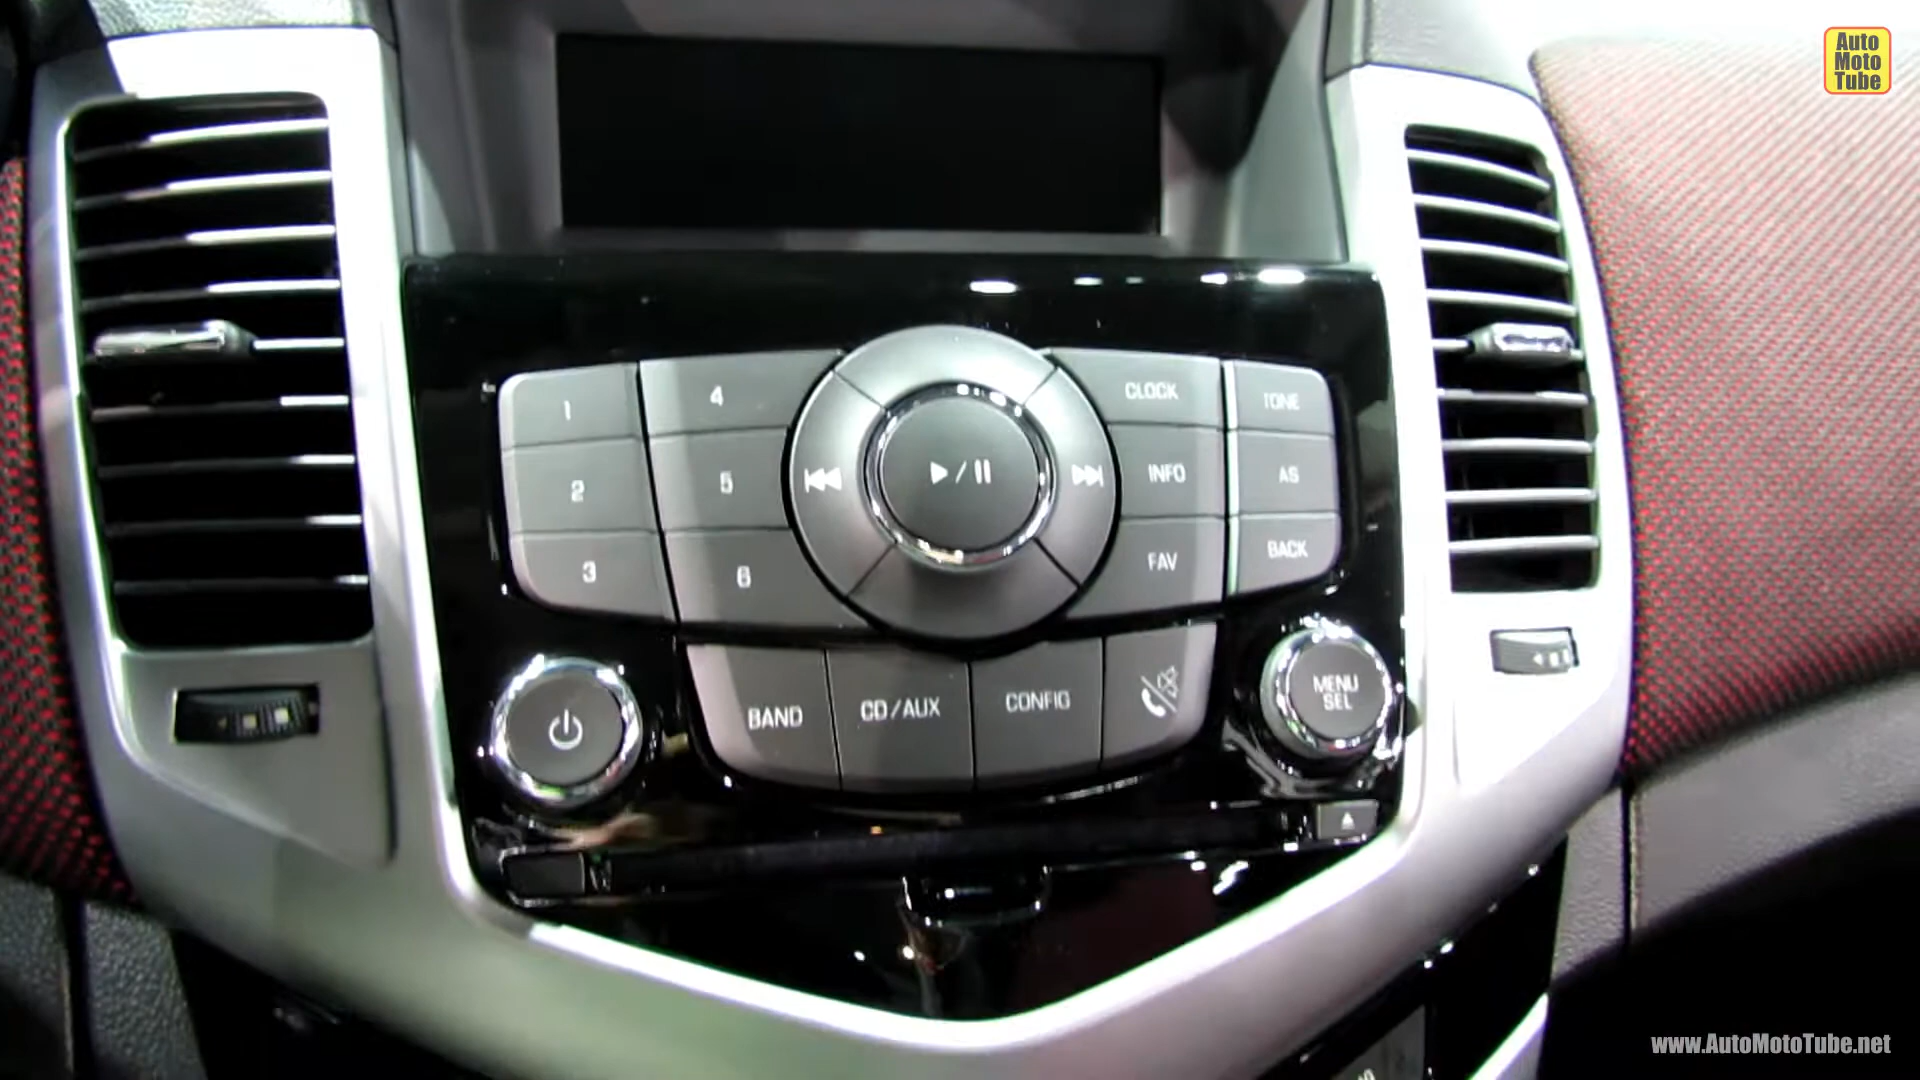 Auto
Moto
Tube
1
4
CLOCK
TONE
2
5
INFO
AS
3
6
FAV
BACK
BAND
CD/AUX
CONFIG
MENU
SEL
www.AutoMotoTube.net